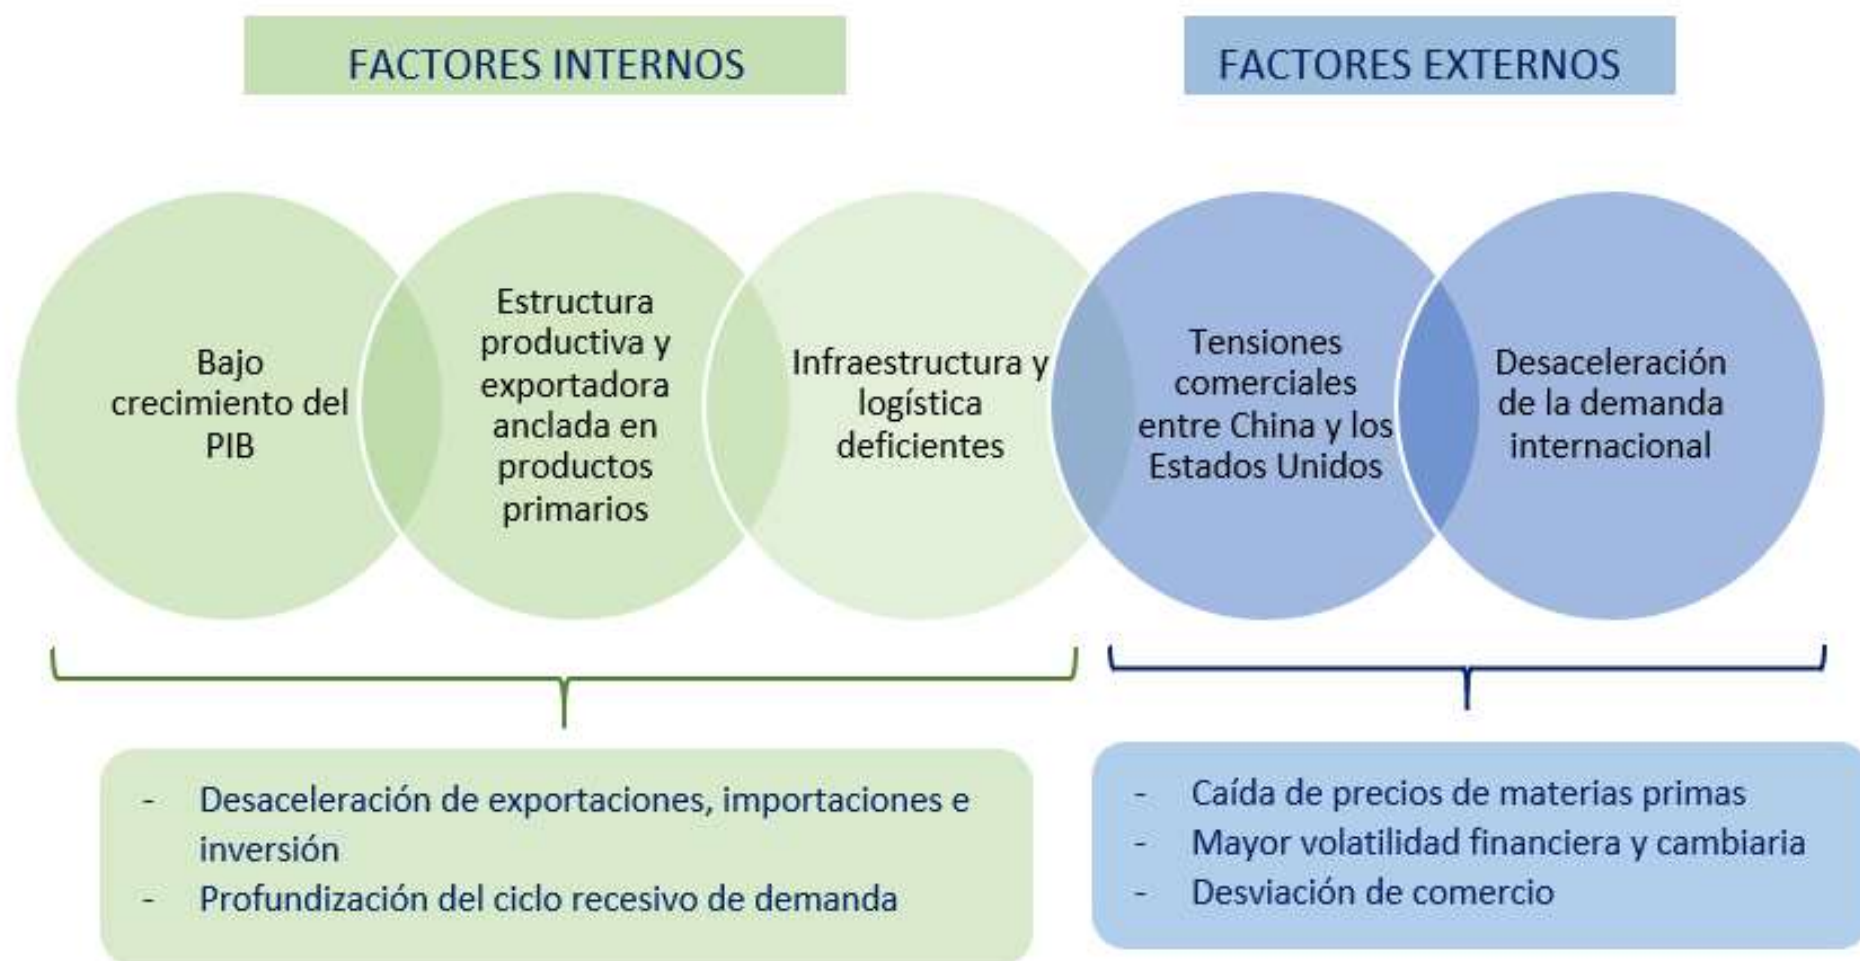 FACTORES INTERNOS
FACTORES EXTERNOS
Bajo
crecimiento del
PIB
Estructura
productiva y
exportadora
anclada en
productos
primarios
Infraestructura y
logística
deficientes
Tensiones
comerciales
entre China y los
Estados Unidos
Desaceleración
de la demanda
internacional
- Desaceleración de exportaciones, importaciones e
inversión
- Profundización del ciclo recesivo de demanda
- Caída de precios de materias primas
- Mayor volatilidad financiera y cambiaria
- Desviación de comercio